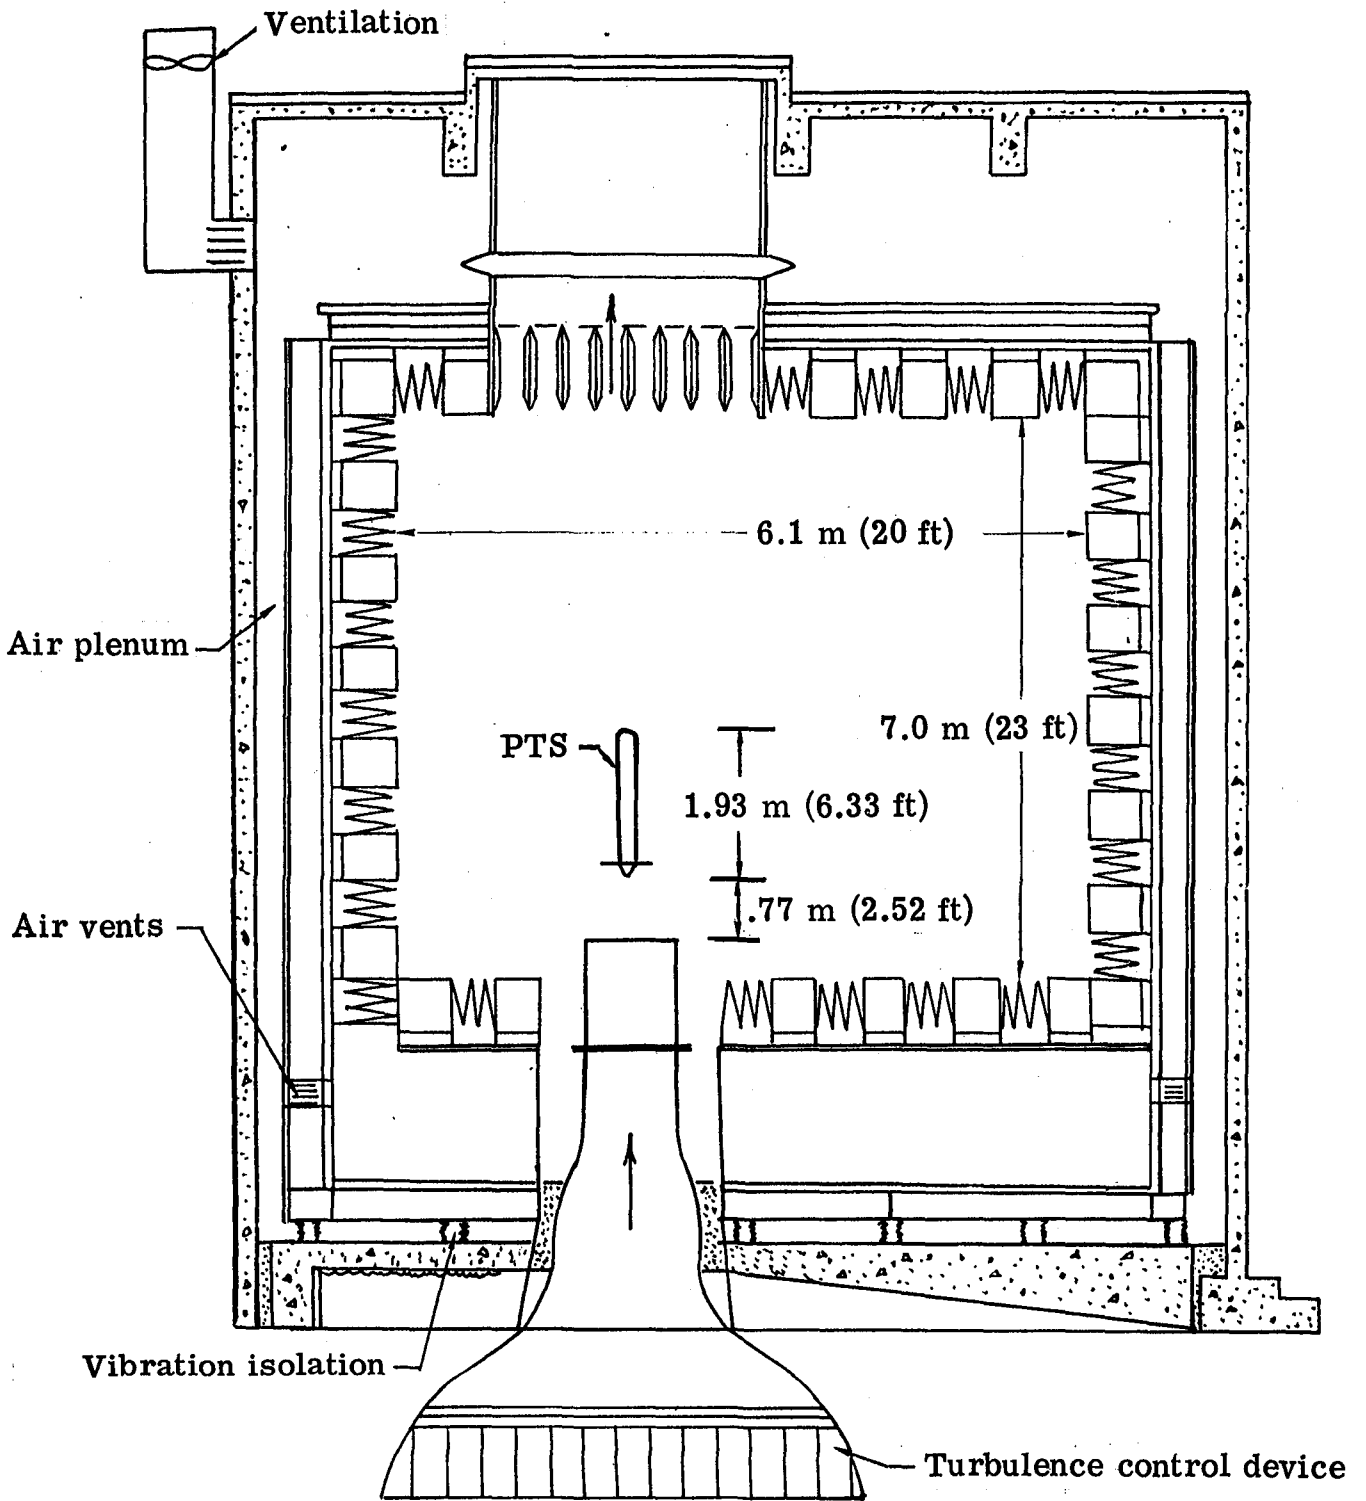 Ventilation
6.1 m (20 ft)
Air plenum
7.0 m (23 ft)
PTS
1.93 m (6.33 ft)
.77 m (2.52 ft)
Air vents
Vibration isolation
Turbulence control device